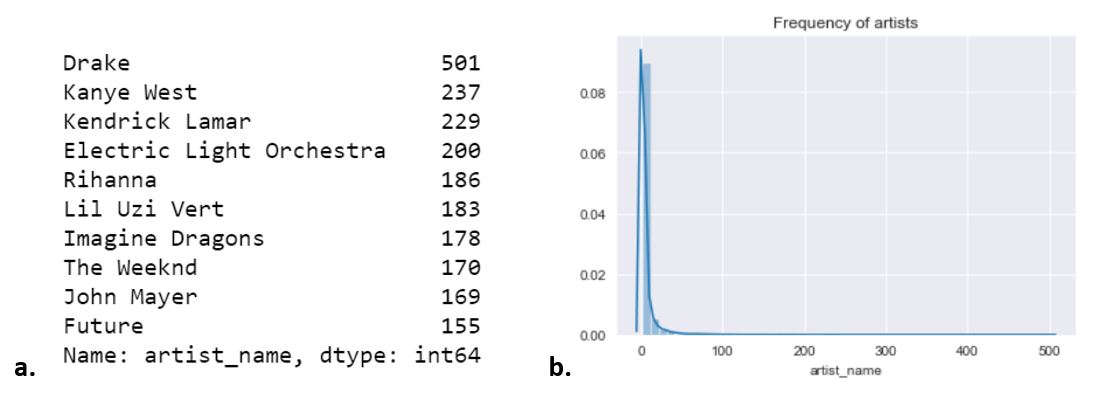 Drake 501
Kanye West 237
Kendrick Lamar 229
Electric Light Orchestra 200
Rihanna 186
Lil Uzi Vert 183
Imagine Dragons 178
The Weeknd 170
John Mayer 169
Future 155
Name: artist_name, dtype: int64
a.
Frequency of artists
0.08
0.06
0.04
0.02
0.00
0 100 200 300 400 500
artist_name
b.